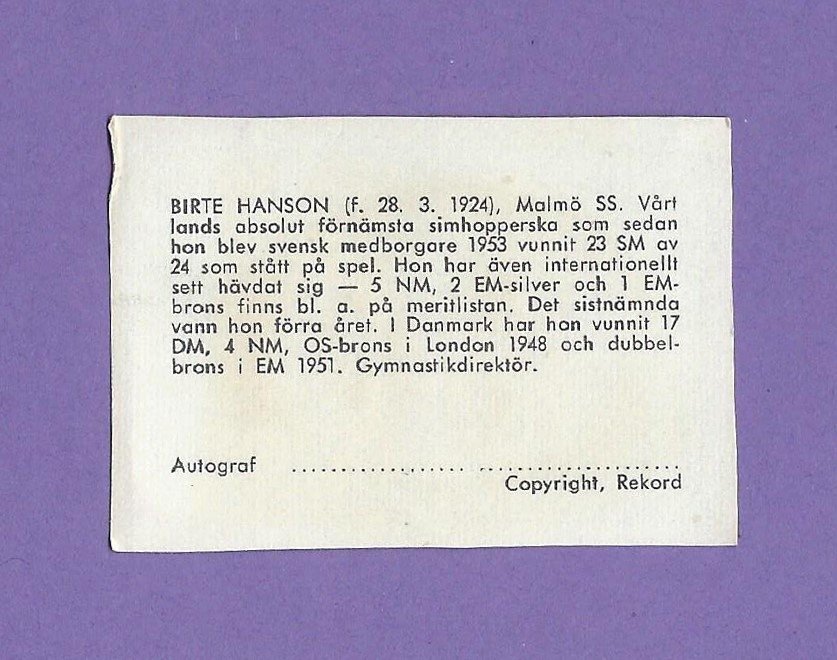 BIRTE HANSON (f. 28. 3. 1924), Malmö SS. Vårt
lands absolut förnämsta simhopperska som sedan
hon blev svensk medborgare 1953 vunnit 23 SM av
24 som stått på spel. Hon har även internationellt
sett hävdat sig — 5 NM, 2 EM-silver och 1 EM-
brons finns bl. a. på meritlistan. Det sistnämnda
vann hon förra året. I Danmark har hon vunnit 17
DM, 4 NM, OS-brons i London 1948 och dubbel-
brons i EM 1951. Gymnastikdirektör.
Autograf .......................................
Copyright, Rekord